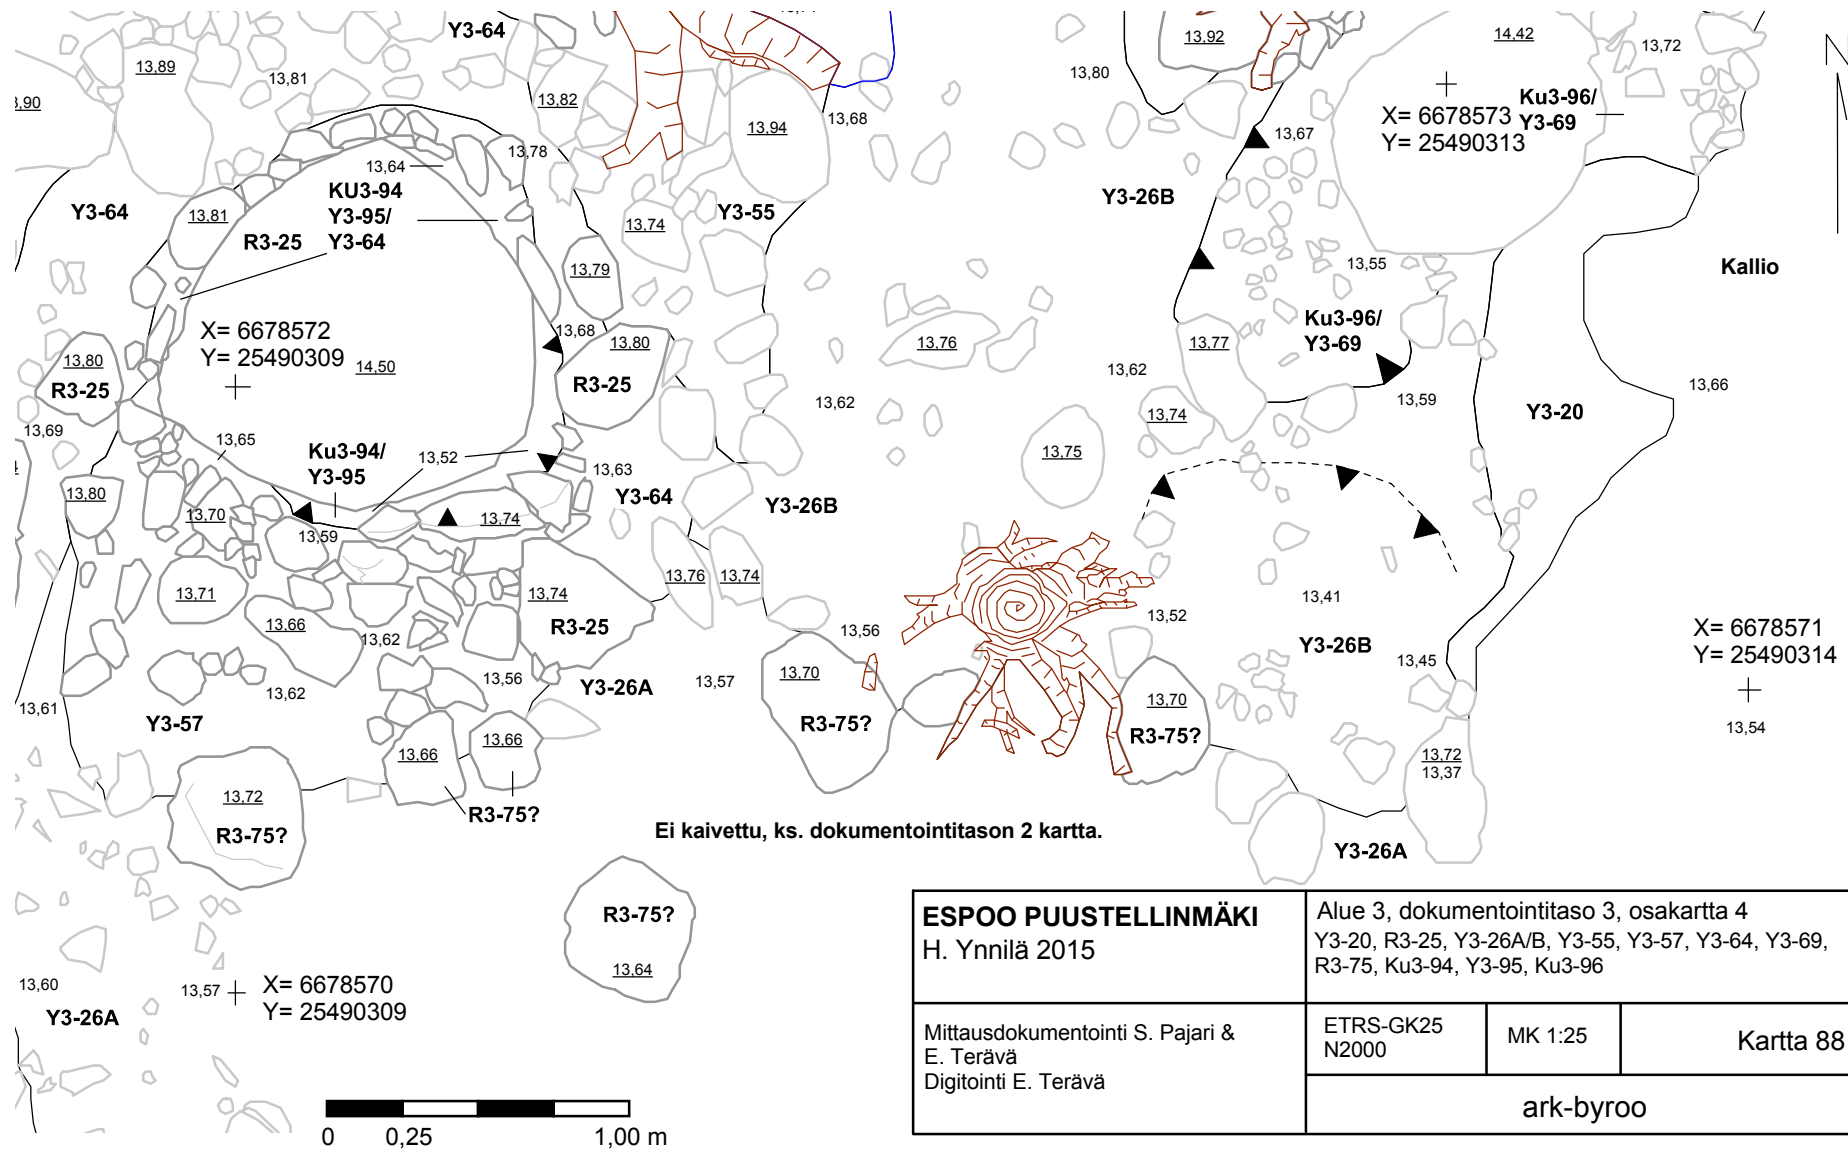 Y3-64
13,92
14,42
13,72
13,89
13,81
13,80
13,90
13,82
13,94
13,68
13,67
X= 6678573
Y= 25490313
Ku3-96/
Y3-69
13,78
13,64
KU3-94
Y3-95/
Y3-64
Y3-64
13,81
R3-25
13,74
Y3-55
Y3-26B
13,79
13,55
Kallio
X= 6678572
Y= 25490309
14,50
13,68
13,80
R3-25
13,76
13,77
Ku3-96/
Y3-69
13,80
R3-25
13,62
13,62
13,59
13,66
Y3-20
13,74
13,69
13,65
Ku3-94/
Y3-95
13,52
13,63
13,75
13,80
13,70
13,74
13,59
Y3-64
Y3-26B
13,76
13,74
13,71
13,74
13,66
13,62
R3-25
13,56
13,52
13,41
Y3-26B
13,45
X= 6678571
Y= 25490314
13,54
13,62
13,56
Y3-26A
13,57
13,70
R3-75?
13,70
R3-75?
13,61
Y3-57
13,66
13,66
R3-75?
13,72
13,37
13,72
R3-75?
Ei kaivettu, ks. dokumentointitason 2 kartta.
Y3-26A
R3-75?
13,64
13,60
Y3-26A
13,57
X= 6678570
Y= 25490309
0 0,25 1,00 m
ESPOO PUUSTELLINMÄKI
H. Ynnilä 2015
Alue 3, dokumentointitaso 3, osakartta 4
Y3-20, R3-25, Y3-26A/B, Y3-55, Y3-57, Y3-64, Y3-69,
R3-75, Ku3-94, Y3-95, Ku3-96
Mittausdokumentointi S. Pajari &
E. Terävä
Digitointi E. Terävä
ETRS-GK25
N2000
MK 1:25
Kartta 88
ark-byroo